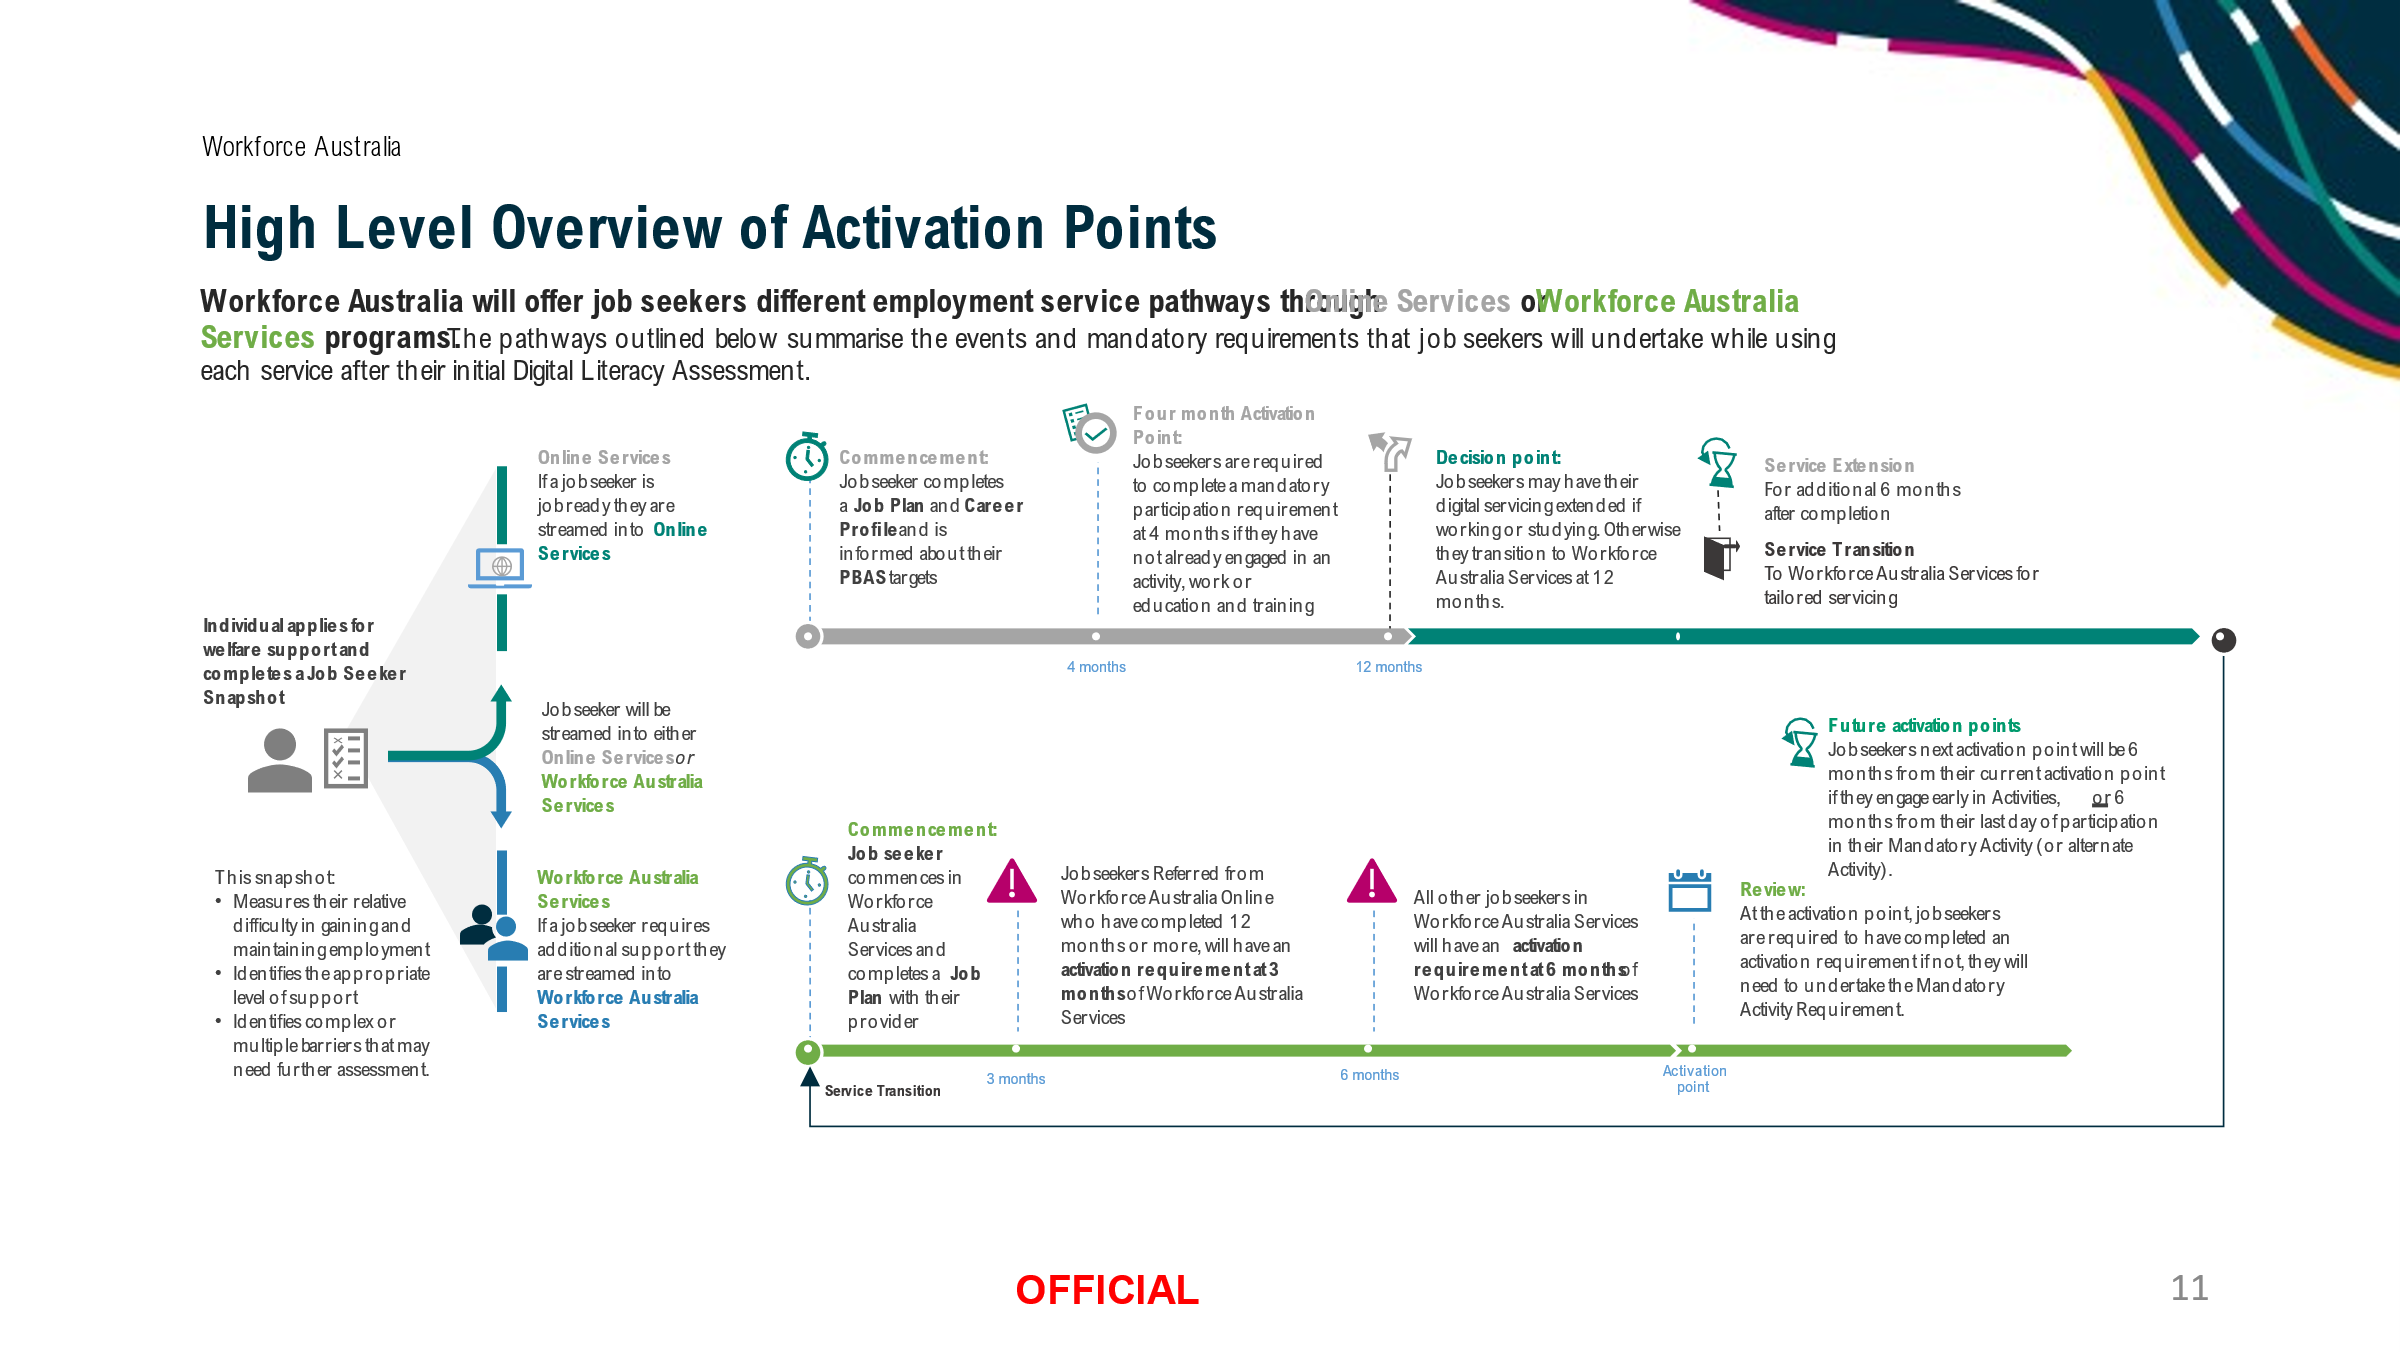 Workforce Australia
High Level Overview of Activation Points
Workforce Australia will offer job seekers different employment service pathways through Online Services or Workforce Australia
Services programs. The pathways outlined below summarise the events and mandatory requirements that job seekers will undertake while using
each service after their initial Digital Literacy Assessment.
Individual applies for
welfare support and
completes a Job Seeker
Snapshot
This snapshot:
• Measures their relative
difficulty in gaining and
maintaining employment
• Identifies the appropriate
level of support
• Identifies complex or
multiple barriers that may
need further assessment.
Online Services
If a job seeker is
job ready they are
streamed into Online
Services
Job seeker will be
streamed into either
Online Services or
Workforce Australia
Services
Workforce Australia
Services
If a job seeker requires
additional support they
are streamed into
Workforce Australia
Services
Commencement:
Job seeker completes
a Job Plan and Career
Profile and is
informed about their
PBAS targets
Four month Activation
Point:
Job seekers are required
to complete a mandatory
participation requirement
at 4 months if they have
not already engaged in an
activity, work or
education and training
Decision point:
Job seekers may have their
digital servicing extended if
working or studying. Otherwise
they transition to Workforce
Australia Services at 12
months.
Service Extension
For additional 6 months
after completion
Service Transition
To Workforce Australia Services for
tailored servicing
4 months
12 months
Future activation points
Job seekers next activation point will be 6
months from their current activation point
if they engage early in Activities, or 6
months from their last day of participation
in their Mandatory Activity (or alternate
Activity).
Commencement:
Job seeker
commences in
Workforce
Australia
Services and
completes a Job
Plan with their
provider
Job seekers Referred from
Workforce Australia Online
who have completed 12
months or more, will have an
activation requirement at 3
months of Workforce Australia
Services
All other job seekers in
Workforce Australia Services
will have an activation
requirement at 6 months of
Workforce Australia Services
Review:
At the activation point, job seekers
are required to have completed an
activation requirement if not, they will
need to undertake the Mandatory
Activity Requirement.
Service Transition
3 months
6 months
Activation
point
OFFICIAL
11